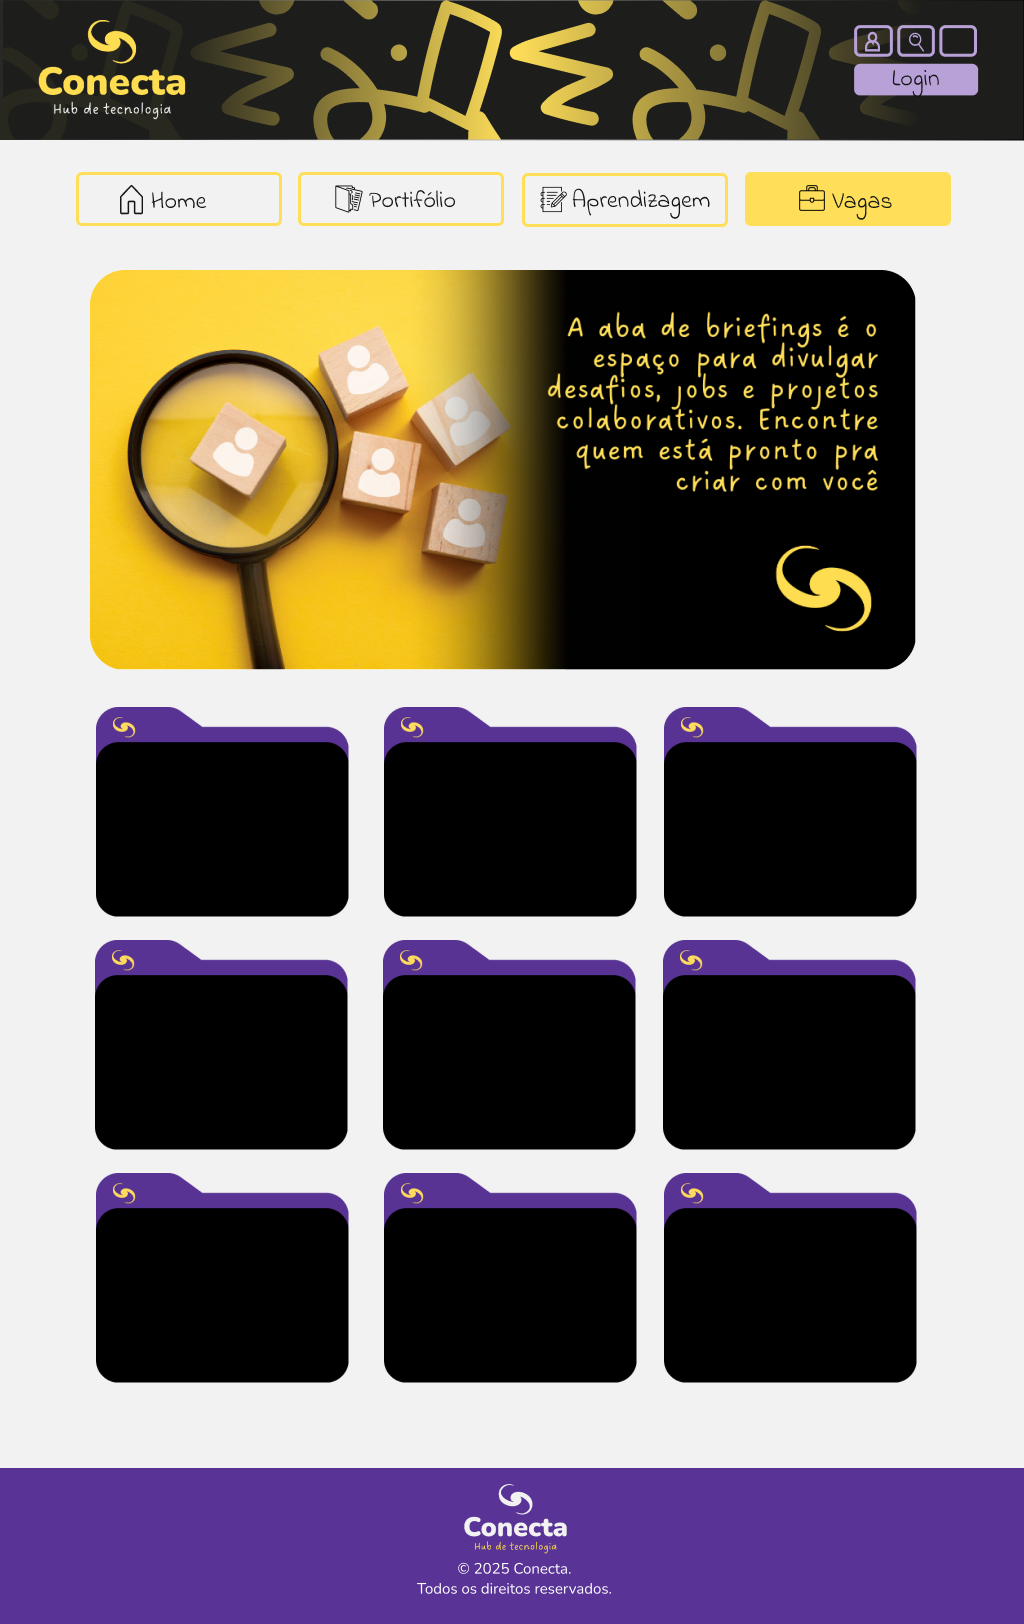 Conecta
Hub de tecnologia
Login
Home
Portifólio
Aprendizagem
Vagas
A aba de briefings é o
espaço para divulgar
desafios, jobs e projetos
colaborativos. Encontre
quem está pronto pra
criar com você
Conecta
Hub de tecnologia
© 2025 Conecta.
Todos os direitos reservados.